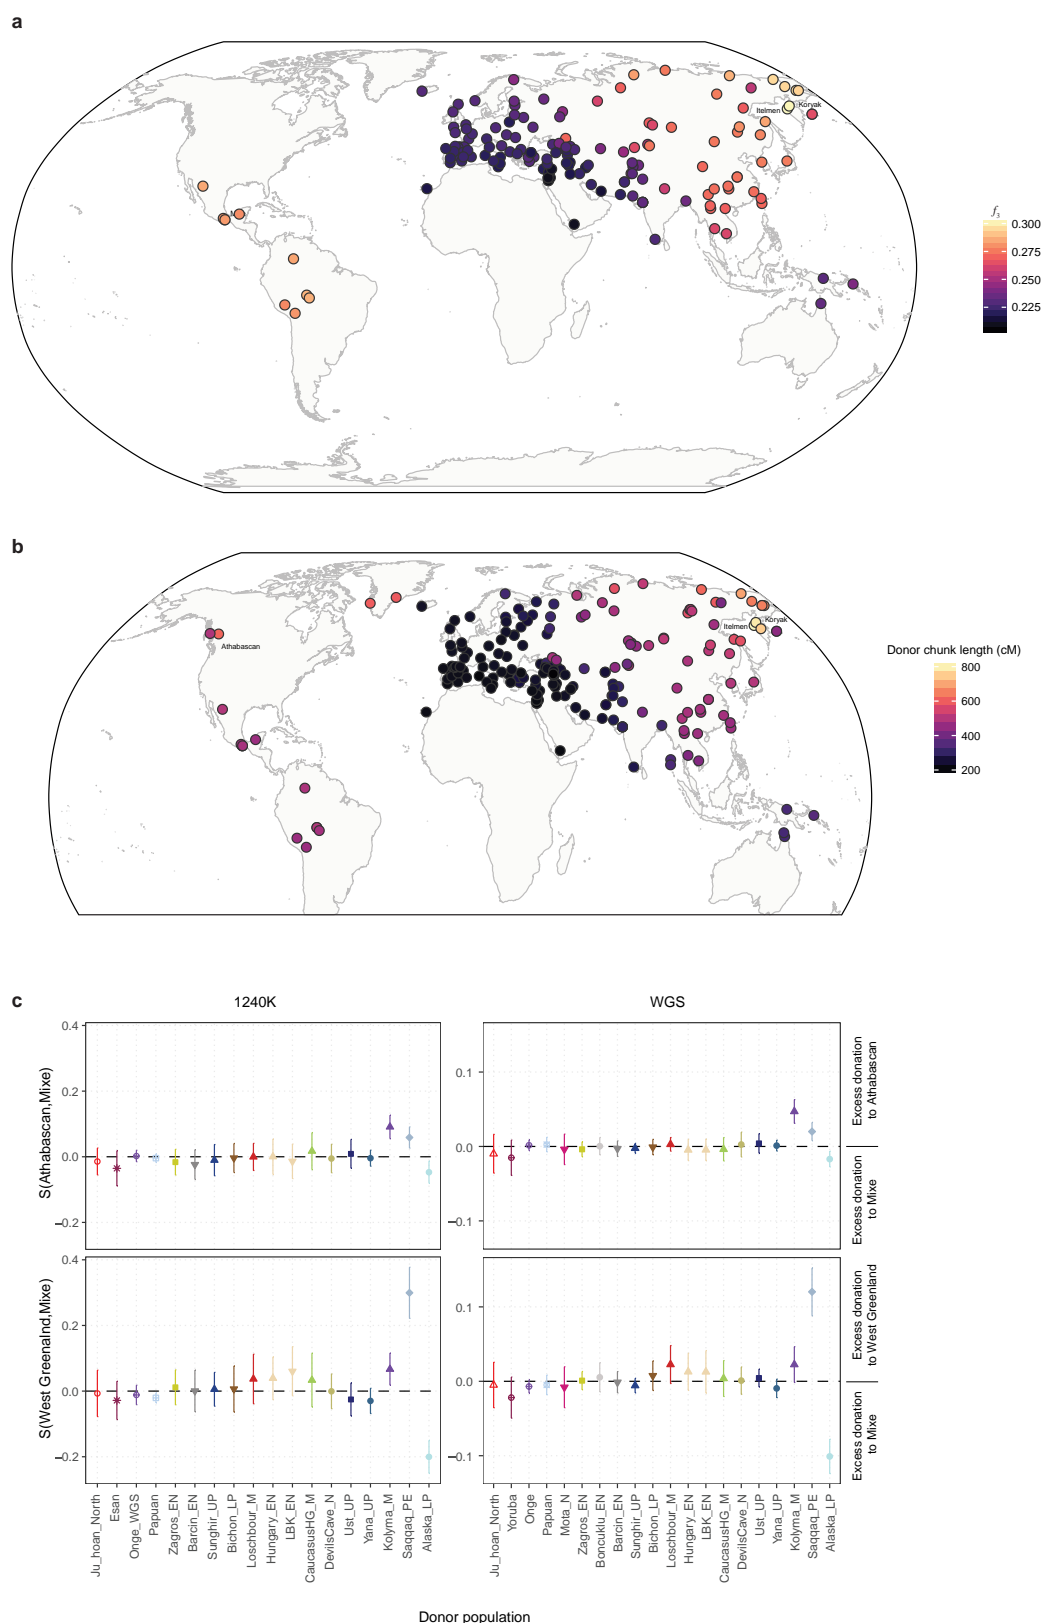 a
Itelmen
Koryak
M
f3
0.300
0.275
0.250
0.225
b
Itelmen
Koryak
Athabascan
Donor chunk length (cM)
800
600
400
200
c
1240K
WGS
S(Athabascan,Mixe)
0.4
0.2
0.0
−0.2
0.1
0.0
−0.1
Excess donation
to Athabascan
Excess donation
to Mixe
S(West Greenalnd,Mixe)
0.4
0.2
0.0
−0.2
0.1
0.0
−0.1
Excess donation
to West Greenland
Excess donation
to Mixe
Ju_hoan_North
Esan
Onge_WGS
Papuan
Zagros_EN
Barcin_EN
Sunghir_UP
Bichon_LP
Loschbour_M
Hungary_EN
LBK_EN
CaucasusHG_M
DevilsCave_N
Ust_UP
Yana_UP
Kolyma_M
Saqqaq_PE
Alaska_LP
Ju_hoan_North
Yoruba
Onge
Papuan
Mota_N
Zagros_EN
Boncuklu_EN
Barcin_EN
Sunghir_UP
Bichon_LP
Loschbour_M
Hungary_EN
LBK_EN
CaucasusHG_M
DevilsCave_N
Ust_UP
Yana_UP
Kolyma_M
Saqqaq_PE
Alaska_LP
Donor population